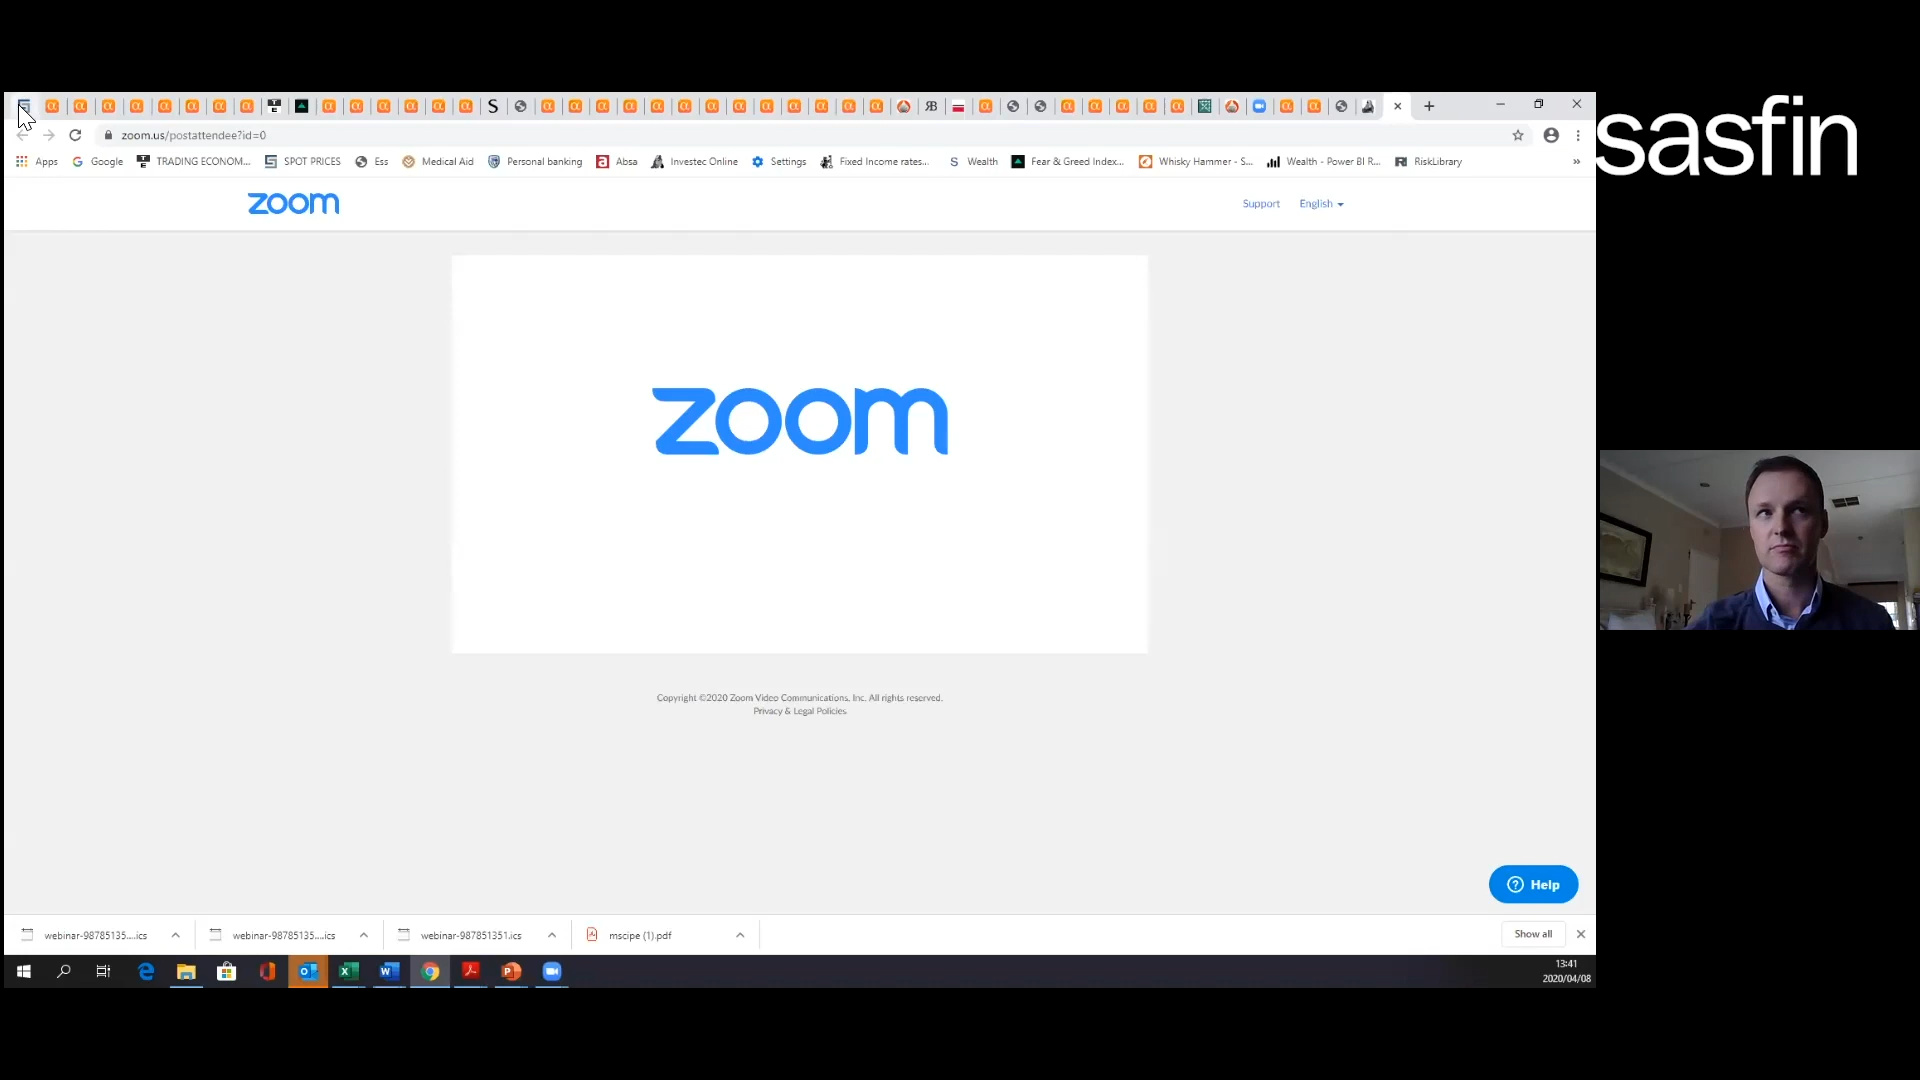 sasfin
zoom.us/postattendee?id=0
Apps Google TRADING ECONOM... SPOT PRICES Ess Medical Aid Personal banking Absa Investec Online Settings Fixed Income rates... Wealth Fear & Greed Index... Whisky Hammer - S... Wealth - Power BI R... RiskLibrary »
zoom Support English
zoom
Copyright ©2020 Zoom Video Communications, Inc. All rights reserved.
Privacy & Legal Policies
Help
webinar-98785135....ics webinar-98785135....ics webinar-987851351.ics mscipe (1).pdf Show all
13:41
2020/04/08